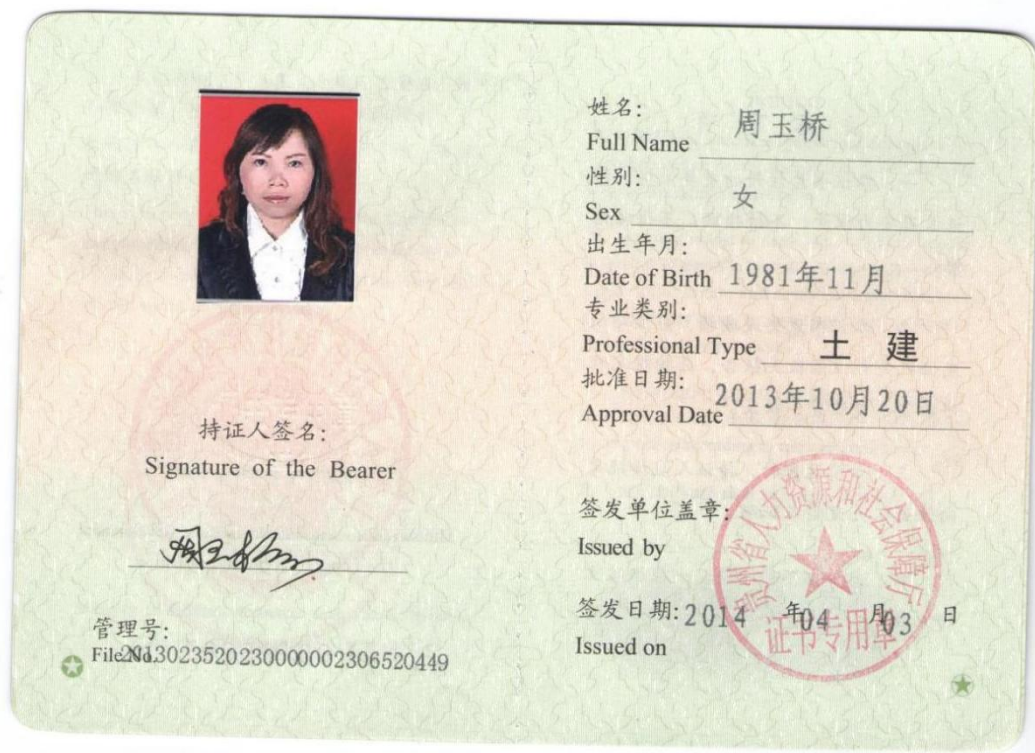 持证人签名:
Signature of the Bearer
管理号:
File No.
姓名: 周玉桥
Full Name
性别: 女
Sex
出生年月:
Date of Birth 1981年11月
专业类别:
Professional Type 土 建
批准日期:
Approval Date 2013年10月20日
签发单位盖章:
Issued by
贵州省人力资源和社会保障厅
证书专用章
签发日期: 2014 年 04 月 03 日
Issued on